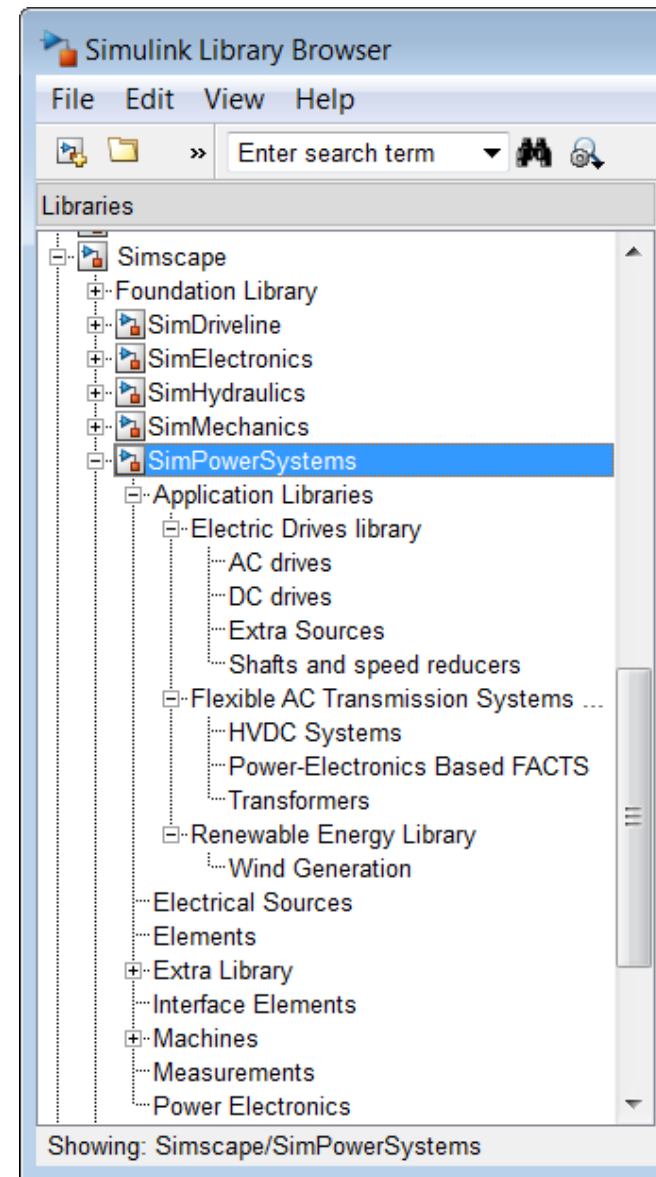 Simulink Library Browser
File Edit View Help
» Enter search term
Libraries
Simscape
Foundation Library
SimDriveline
SimElectronics
SimHydraulics
SimMechanics
SimPowerSystems
Application Libraries
Electric Drives library
AC drives
DC drives
Extra Sources
Shafts and speed reducers
Flexible AC Transmission Systems ...
HVDC Systems
Power-Electronics Based FACTS
Transformers
Renewable Energy Library
Wind Generation
Electrical Sources
Elements
Extra Library
Interface Elements
Machines
Measurements
Power Electronics
Showing: Simscape/SimPowerSystems